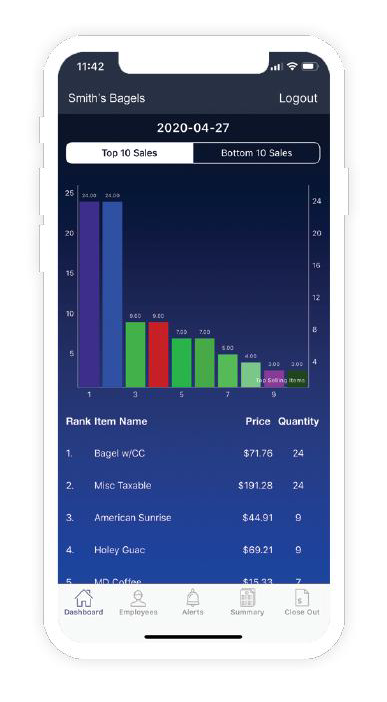 11:42
Smith's Bagels Logout
2020-04-27
Top 10 Sales Bottom 10 Sales
25 24.00 24.00 24
20 20
15 16
12
10 9.00 9.00
7.00 7.00 8
5 5.00 4.00 3.00 3.00 4
Top Selling Items
1 3 5 7 9
Rank Item Name Price Quantity
1. Bagel w/CC $71.76 24
2. Misc Taxable $191.28 24
3. American Sunrise $44.91 9
4. Holey Guac $69.21 9
5. MD Coffee $15.33 7
Dashboard Employees Alerts Summary Close Out